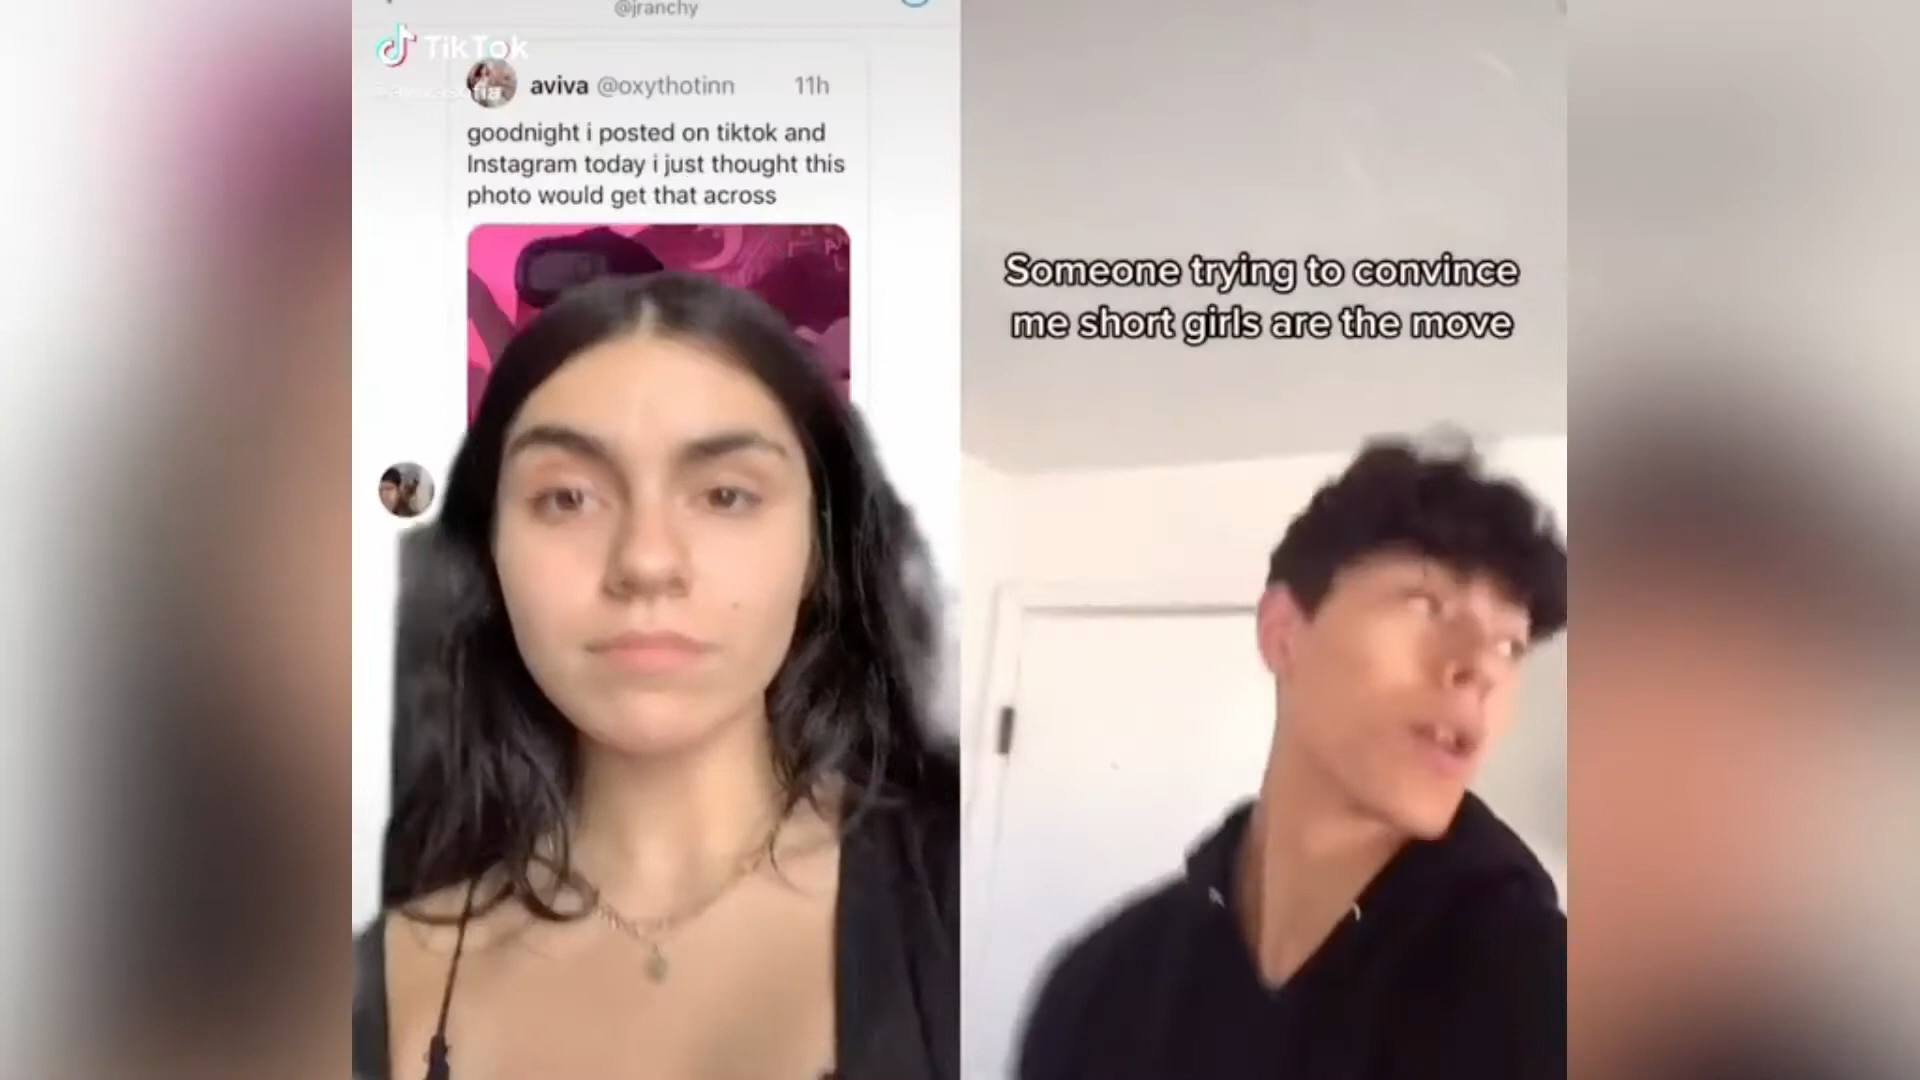 @jranchy
TikTok
aviva @oxythotinn 11h
goodnight i posted on tiktok and
Instagram today i just thought this
photo would get that across
Someone trying to convince
me short girls are the move